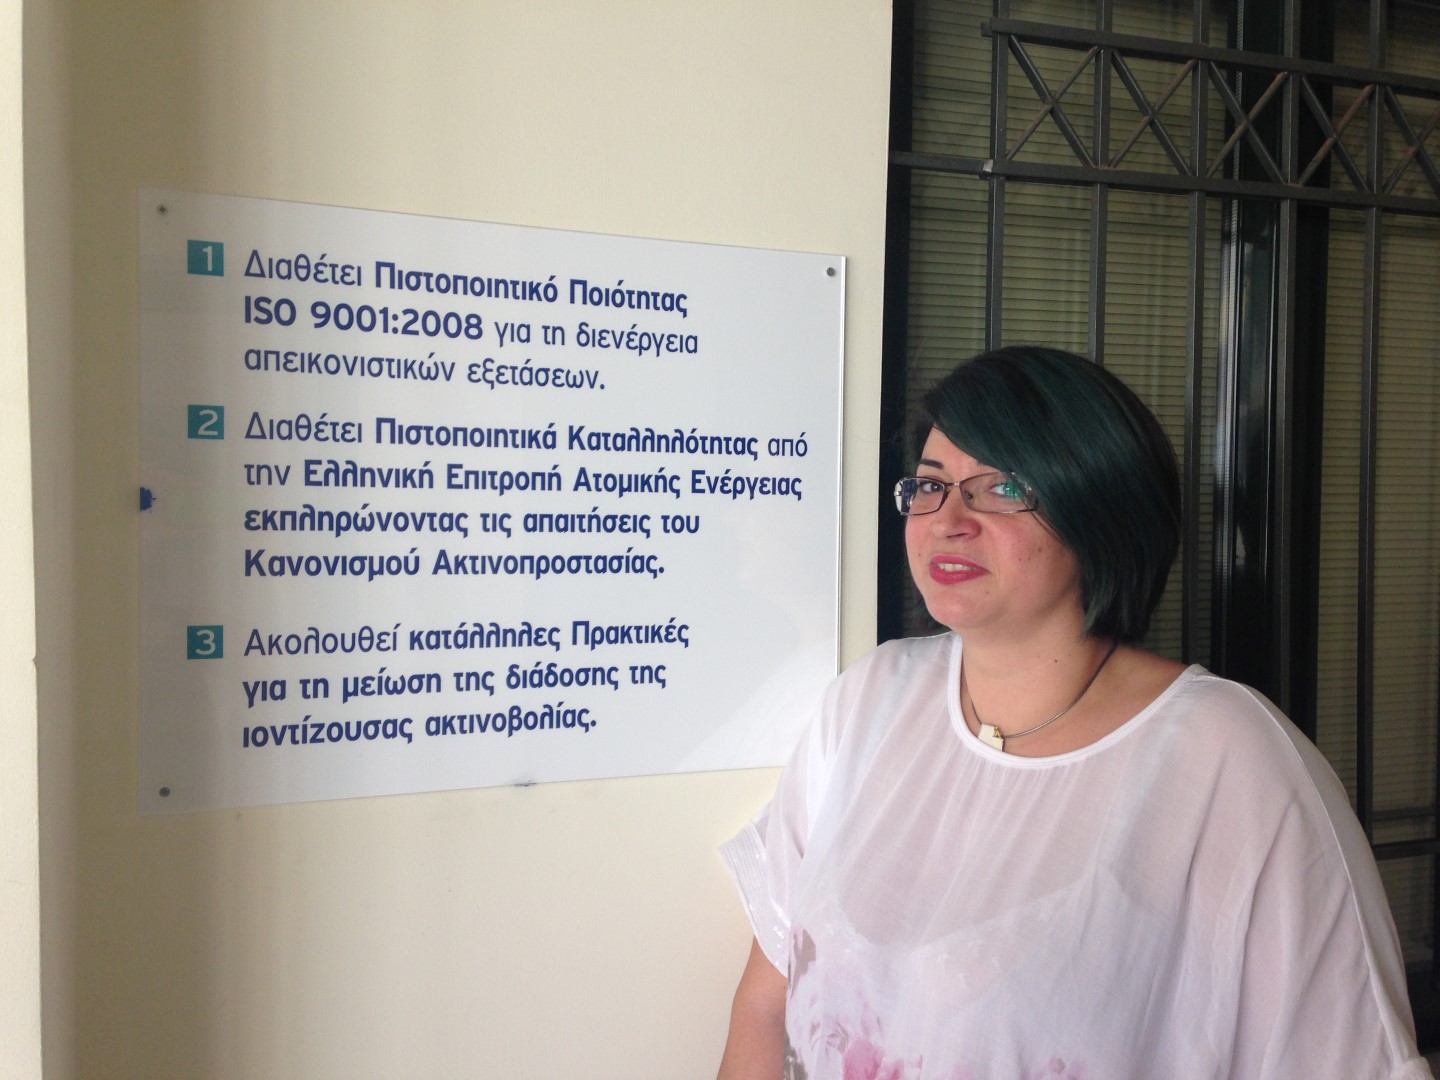 1 Διαθέτει Πιστοποιητικό Ποιότητας
ISO 9001:2008 για τη διενέργεια
απεικονιστικών εξετάσεων.
2 Διαθέτει Πιστοποιητικά Καταλληλότητας από
την Ελληνική Επιτροπή Ατομικής Ενέργειας
εκπληρώνοντας τις απαιτήσεις του
Κανονισμού Ακτινοπροστασίας.
3 Ακολουθεί κατάλληλες Πρακτικές
για τη μείωση της διάδοσης της
ιοντίζουσας ακτινοβολίας.